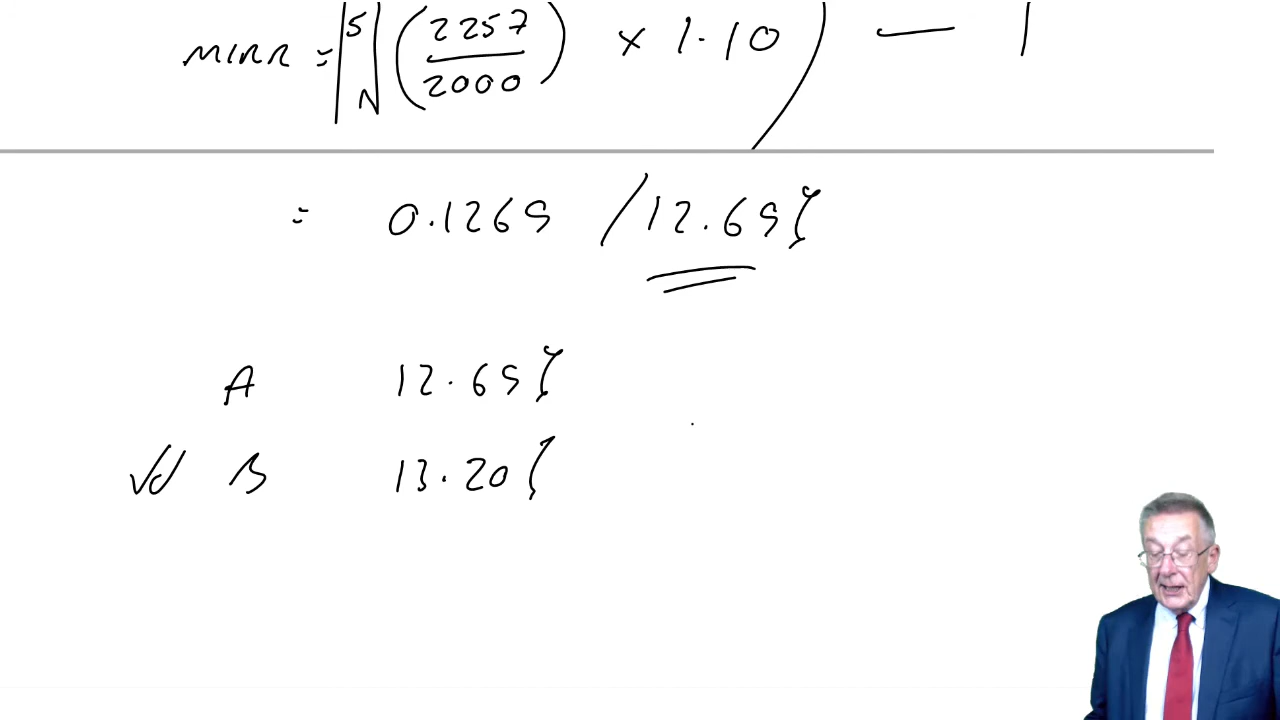 MIRR = 5√((2257/2000) × 1.10) — 1
= 0.1269 / 12.69%
A 12.69%
B 13.20%